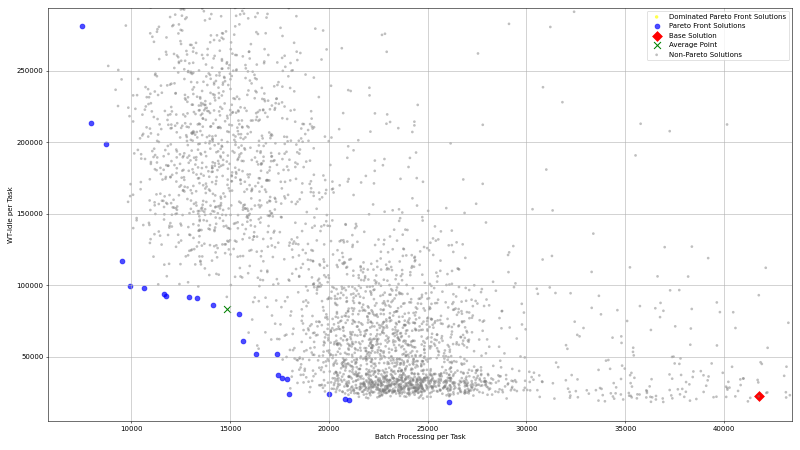 Dominated Pareto Front Solutions
Pareto Front Solutions
Base Solution
Average Point
Non-Pareto Solutions
250000
200000
150000
100000
50000
WT-Idle per Task
10000 15000 20000 25000 30000 35000 40000
Batch Processing per Task